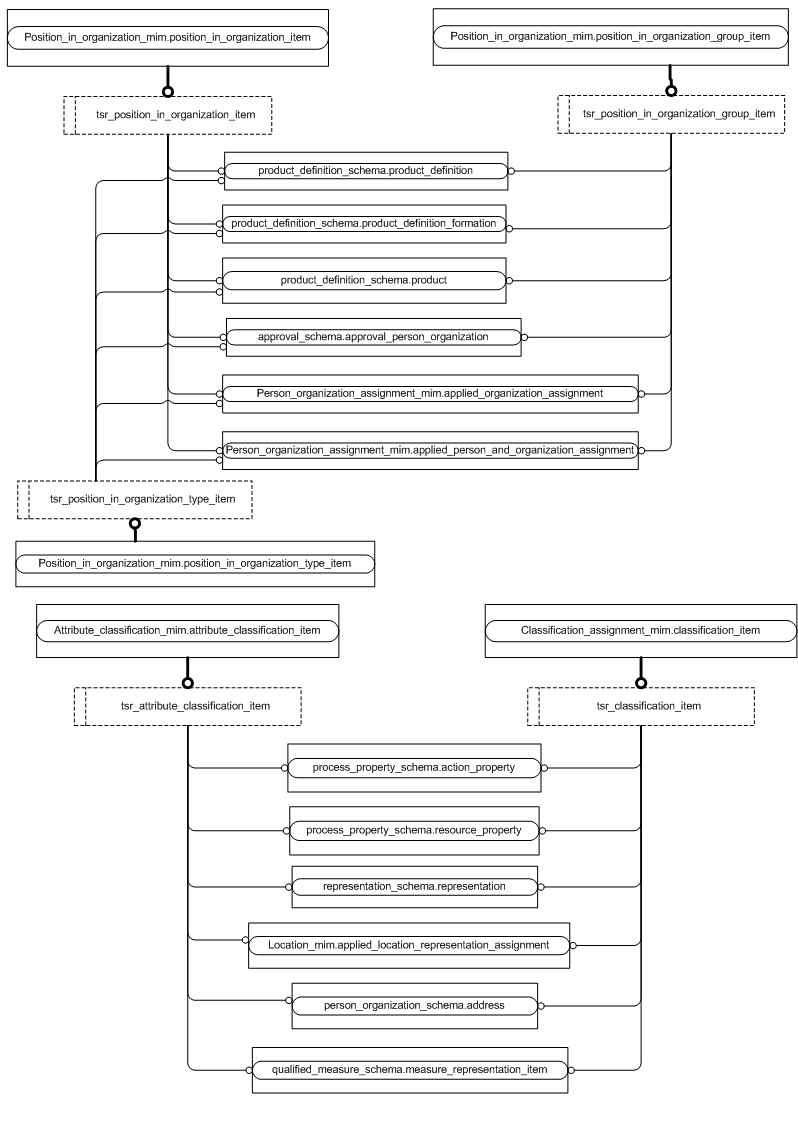 Position_in_organization_mim.position_in_organization_item
Position_in_organization_mim.position_in_organization_group_item
tsr_position_in_organization_item
tsr_position_in_organization_group_item
product_definition_schema.product_definition
product_definition_schema.product_definition_formation
product_definition_schema.product
approval_schema.approval_person_organization
Person_organization_assignment_mim.applied_organization_assignment
Person_organization_assignment_mim.applied_person_and_organization_assignment
tsr_position_in_organization_type_item
Position_in_organization_mim.position_in_organization_type_item
Attribute_classification_mim.attribute_classification_item
Classification_assignment_mim.classification_item
tsr_attribute_classification_item
tsr_classification_item
process_property_schema.action_property
process_property_schema.resource_property
representation_schema.representation
Location_mim.applied_location_representation_assignment
person_organization_schema.address
qualified_measure_schema.measure_representation_item